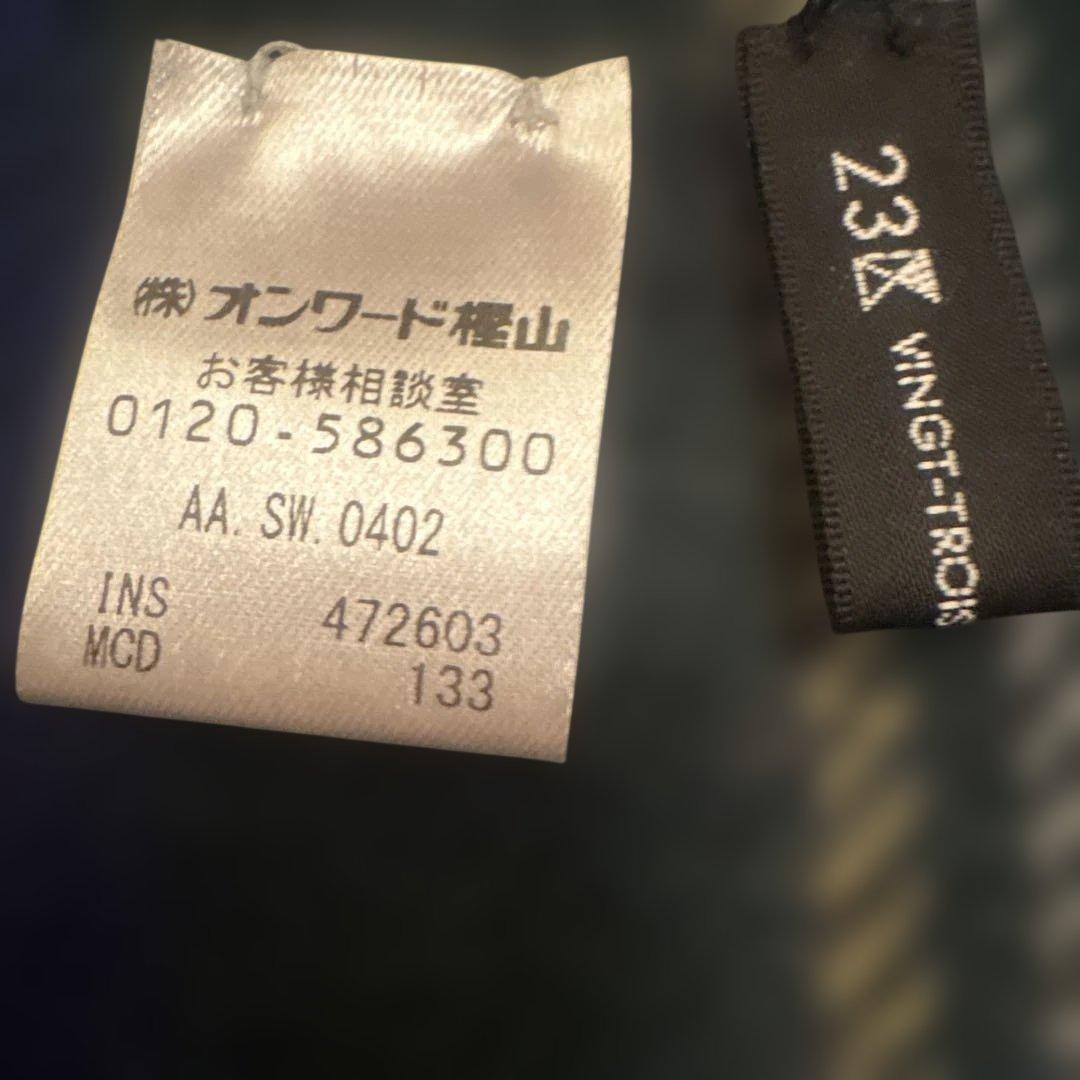 (株)オンワード樫山
お客様相談室
0120-586300
AA. SW. 0402
INS 472603
MCD 133
23区 VINGT-TROIS